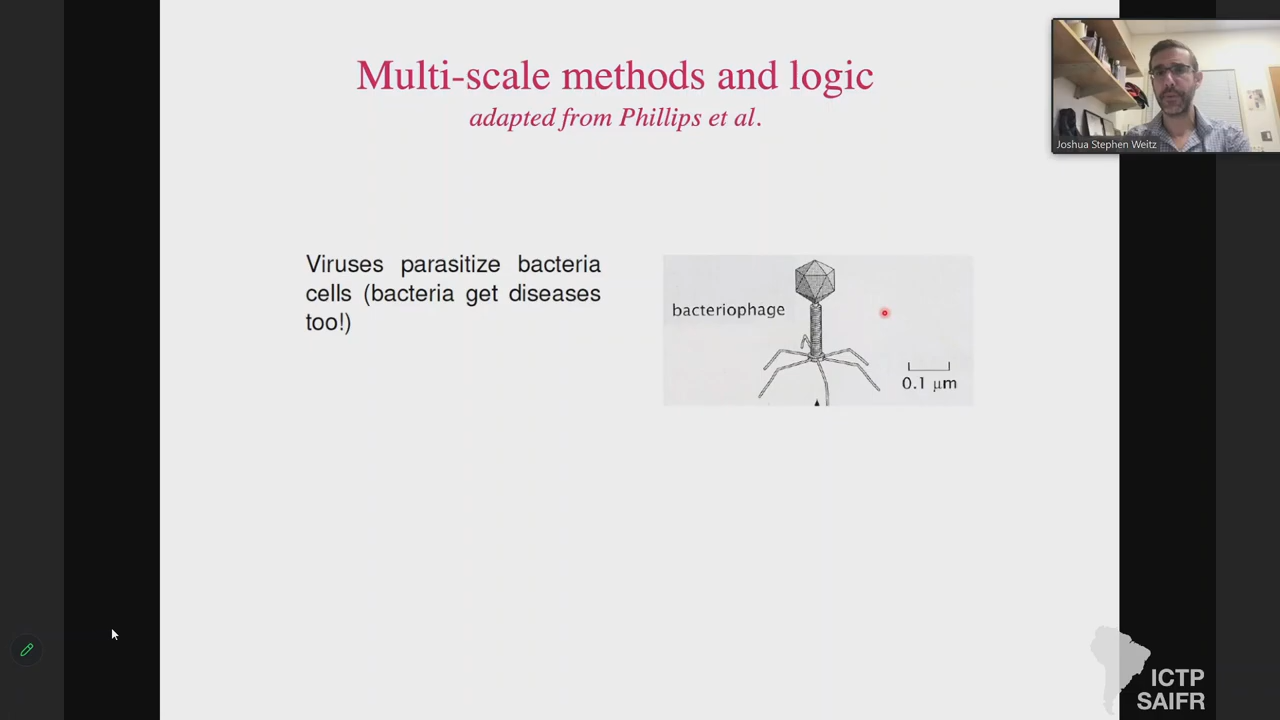 Multi-scale methods and logic
adapted from Phillips et al.
Joshua Stephen Weitz
Viruses parasitize bacteria
cells (bacteria get diseases
too!)
bacteriophage
0.1 μm
ICTP
SAIFR